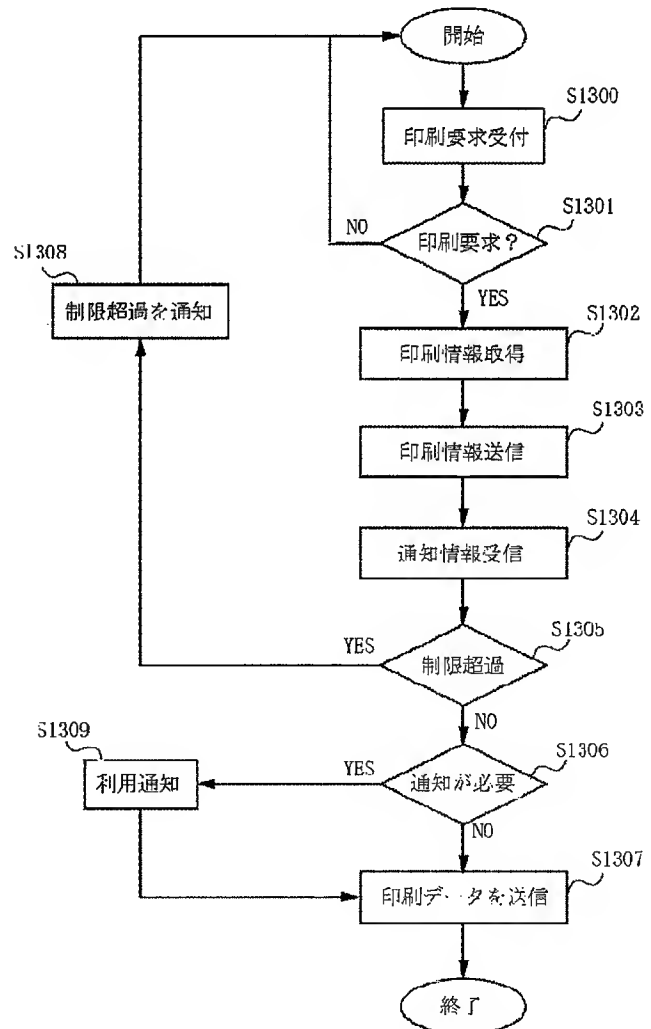 開始
S1300
印刷要求受付
S1301
印刷要求？
NO
YES
S1308
制限超過を通知
S1302
印刷情報取得
S1303
印刷情報送信
S1304
通知情報受信
S1305
制限超過
YES
NO
S1306
通知が必要
YES
NO
S1309
利用通知
S1307
印刷データを送信
終了